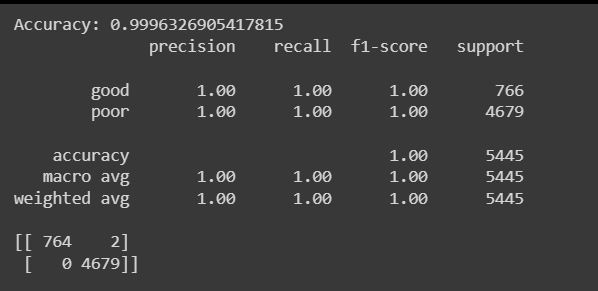 Accuracy: 0.9996326905417815
precision recall f1-score support
good 1.00 1.00 1.00 766
poor 1.00 1.00 1.00 4679
accuracy 1.00 5445
macro avg 1.00 1.00 1.00 5445
weighted avg 1.00 1.00 1.00 5445
[[ 764 2]
[ 0 4679]]